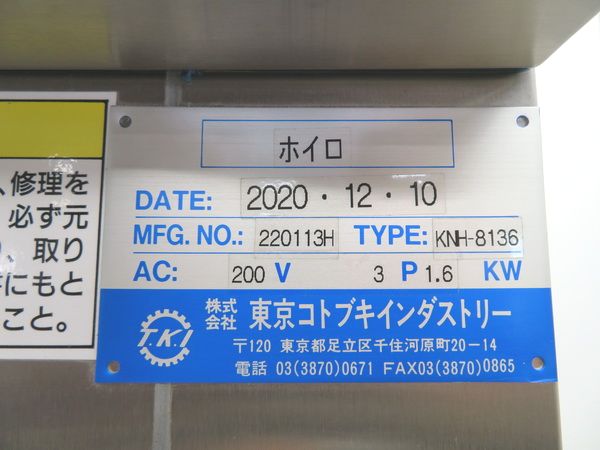 、修理を
必ず元
、取り
にもと
こと。
ホイロ
DATE: 2020・12・10
MFG. NO.: 220113H TYPE: KNH-8136
AC: 200 V 3 P 1.6 KW
T.K.I
株式会社 東京コトブキインダストリー
〒120 東京都足立区千住河原町20-14
電話 03(3870)0671 FAX03(3870)0865